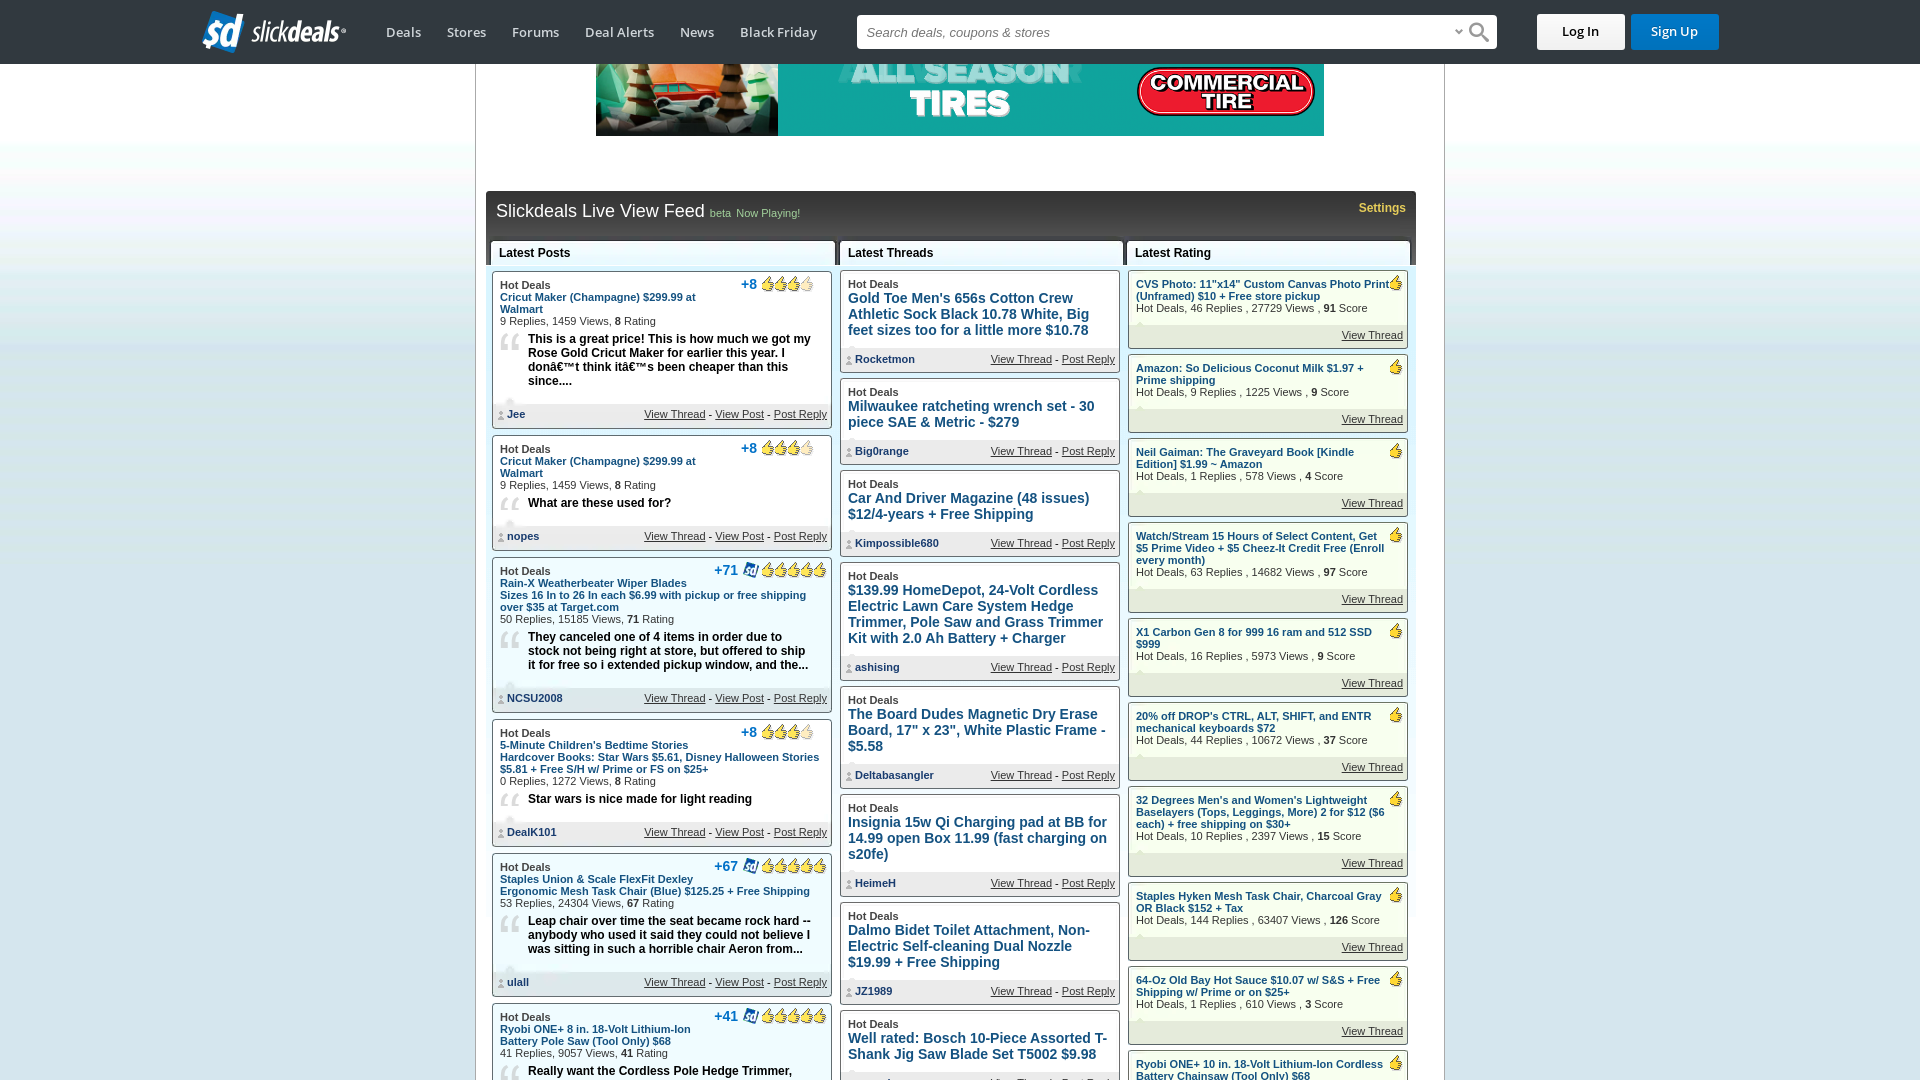 sd slickdeals
Deals
Stores
Forums
Deal Alerts
News
Black Friday
Search deals, coupons & stores
Log In
Sign Up
ALL SEASON
TIRES
COMMERCIAL
TIRE
Slickdeals Live View Feed beta Now Playing!
Settings
Latest Posts
Hot Deals +8
Cricut Maker (Champagne) $299.99 at
Walmart
9 Replies, 1459 Views, 8 Rating
This is a great price! This is how much we got my
Rose Gold Cricut Maker for earlier this year. I
donâ€™t think itâ€™s been cheaper than this
since....
Jee View Thread - View Post - Post Reply
Hot Deals +8
Cricut Maker (Champagne) $299.99 at
Walmart
9 Replies, 1459 Views, 8 Rating
What are these used for?
nopes View Thread - View Post - Post Reply
Hot Deals +71 sd
Rain-X Weatherbeater Wiper Blades
Sizes 16 In to 26 In each $6.99 with pickup or free shipping
over $35 at Target.com
50 Replies, 15185 Views, 71 Rating
They canceled one of 4 items in order due to
stock not being right at store, but offered to ship
it for free so i extended pickup window, and the...
NCSU2008 View Thread - View Post - Post Reply
Hot Deals +8
5-Minute Children's Bedtime Stories
Hardcover Books: Star Wars $5.61, Disney Halloween Stories
$5.81 + Free S/H w/ Prime or FS on $25+
0 Replies, 1272 Views, 8 Rating
Star wars is nice made for light reading
DealK101 View Thread - View Post - Post Reply
Hot Deals +67 sd
Staples Union & Scale FlexFit Dexley
Ergonomic Mesh Task Chair (Blue) $125.25 + Free Shipping
53 Replies, 24304 Views, 67 Rating
Leap chair over time the seat became rock hard --
anybody who used it said they could not believe I
was sitting in such a horrible chair Aeron from...
ulall View Thread - View Post - Post Reply
Hot Deals +41 sd
Ryobi ONE+ 8 in. 18-Volt Lithium-Ion
Battery Pole Saw (Tool Only) $68
41 Replies, 9057 Views, 41 Rating
Really want the Cordless Pole Hedge Trimmer,
Latest Threads
Hot Deals
Gold Toe Men's 656s Cotton Crew
Athletic Sock Black 10.78 White, Big
feet sizes too for a little more $10.78
Rocketmon View Thread - Post Reply
Hot Deals
Milwaukee ratcheting wrench set - 30
piece SAE & Metric - $279
Big0range View Thread - Post Reply
Hot Deals
Car And Driver Magazine (48 issues)
$12/4-years + Free Shipping
Kimpossible680 View Thread - Post Reply
Hot Deals
$139.99 HomeDepot, 24-Volt Cordless
Electric Lawn Care System Hedge
Trimmer, Pole Saw and Grass Trimmer
Kit with 2.0 Ah Battery + Charger
ashising View Thread - Post Reply
Hot Deals
The Board Dudes Magnetic Dry Erase
Board, 17" x 23", White Plastic Frame -
$5.58
Deltabasangler View Thread - Post Reply
Hot Deals
Insignia 15w Qi Charging pad at BB for
14.99 open Box 11.99 (fast charging on
s20fe)
HeimeH View Thread - Post Reply
Hot Deals
Dalmo Bidet Toilet Attachment, Non-
Electric Self-cleaning Dual Nozzle
$19.99 + Free Shipping
JZ1989 View Thread - Post Reply
Hot Deals
Well rated: Bosch 10-Piece Assorted T-
Shank Jig Saw Blade Set T5002 $9.98
Latest Rating
CVS Photo: 11"x14" Custom Canvas Photo Print
(Unframed) $10 + Free store pickup
Hot Deals, 46 Replies , 27729 Views , 91 Score
View Thread
Amazon: So Delicious Coconut Milk $1.97 +
Prime shipping
Hot Deals, 9 Replies , 1225 Views , 9 Score
View Thread
Neil Gaiman: The Graveyard Book [Kindle
Edition] $1.99 ~ Amazon
Hot Deals, 1 Replies , 578 Views , 4 Score
View Thread
Watch/Stream 15 Hours of Select Content, Get
$5 Prime Video + $5 Cheez-It Credit Free (Enroll
every month)
Hot Deals, 63 Replies , 14682 Views , 97 Score
View Thread
X1 Carbon Gen 8 for 999 16 ram and 512 SSD
$999
Hot Deals, 16 Replies , 5973 Views , 9 Score
View Thread
20% off DROP's CTRL, ALT, SHIFT, and ENTR
mechanical keyboards $72
Hot Deals, 44 Replies , 10672 Views , 37 Score
View Thread
32 Degrees Men's and Women's Lightweight
Baselayers (Tops, Leggings, More) 2 for $12 ($6
each) + free shipping on $30+
Hot Deals, 10 Replies , 2397 Views , 15 Score
View Thread
Staples Hyken Mesh Task Chair, Charcoal Gray
OR Black $152 + Tax
Hot Deals, 144 Replies , 63407 Views , 126 Score
View Thread
64-Oz Old Bay Hot Sauce $10.07 w/ S&S + Free
Shipping w/ Prime or on $25+
Hot Deals, 1 Replies , 610 Views , 3 Score
View Thread
Ryobi ONE+ 10 in. 18-Volt Lithium-Ion Cordless
Battery Chainsaw (Tool Only) $68